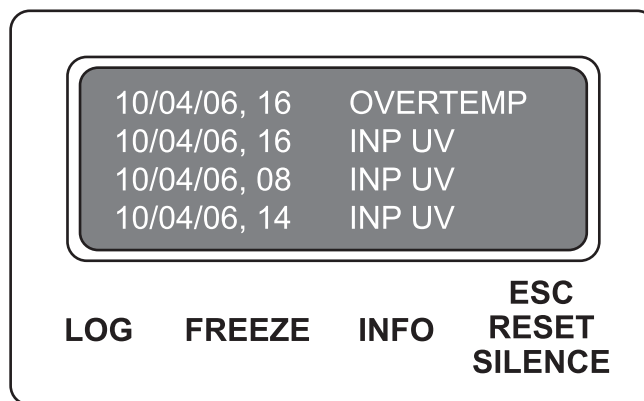 10/04/06, 16 OVERTEMP
10/04/06, 16 INP UV
10/04/06, 08 INP UV
10/04/06, 14 INP UV
LOG FREEZE INFO ESC RESET SILENCE